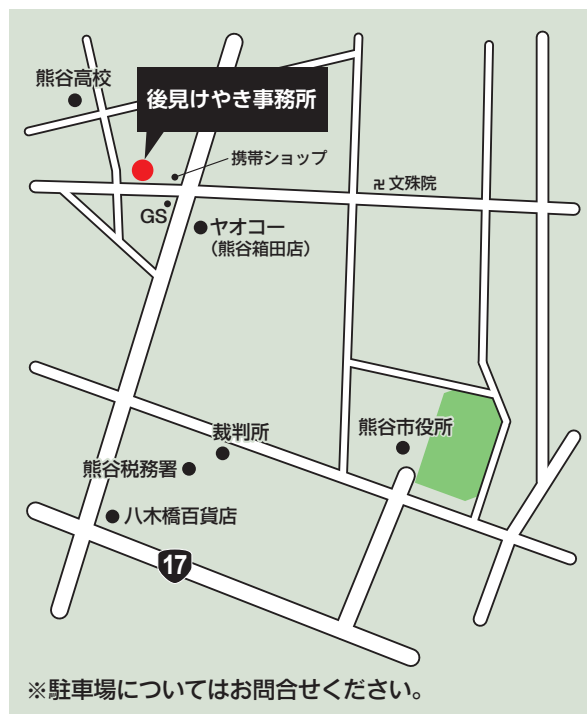 熊谷高校
後見けやき事務所
携帯ショップ
卍 文殊院
GS
ヤオコー
（熊谷箱田店）
裁判所
熊谷市役所
熊谷税務署
八木橋百貨店
17
※駐車場についてはお問合せください。